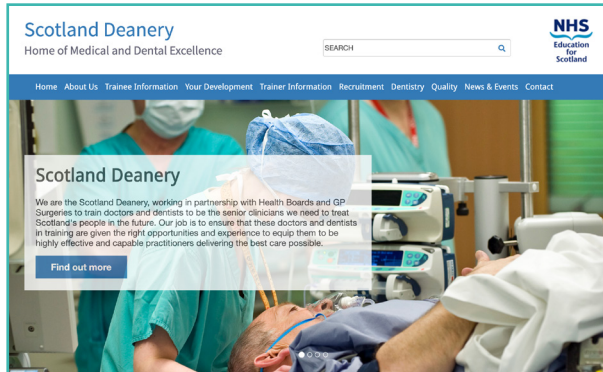 Scotland Deanery
Home of Medical and Dental Excellence
SEARCH
NHS
Education
for
Scotland
Home About Us Trainee Information Your Development Trainer Information Recruitment Dentistry Quality News & Events Contact
Scotland Deanery
We are the Scotland Deanery, working in partnership with Health Boards and GP
Surgeries to train doctors and dentists to be the senior clinicians we need to treat
Scotland's people in the future. Our job is to ensure that these doctors and dentists
in training are given the right opportunities and experience to equip them to be
highly effective and capable practitioners delivering the best care possible.
Find out more